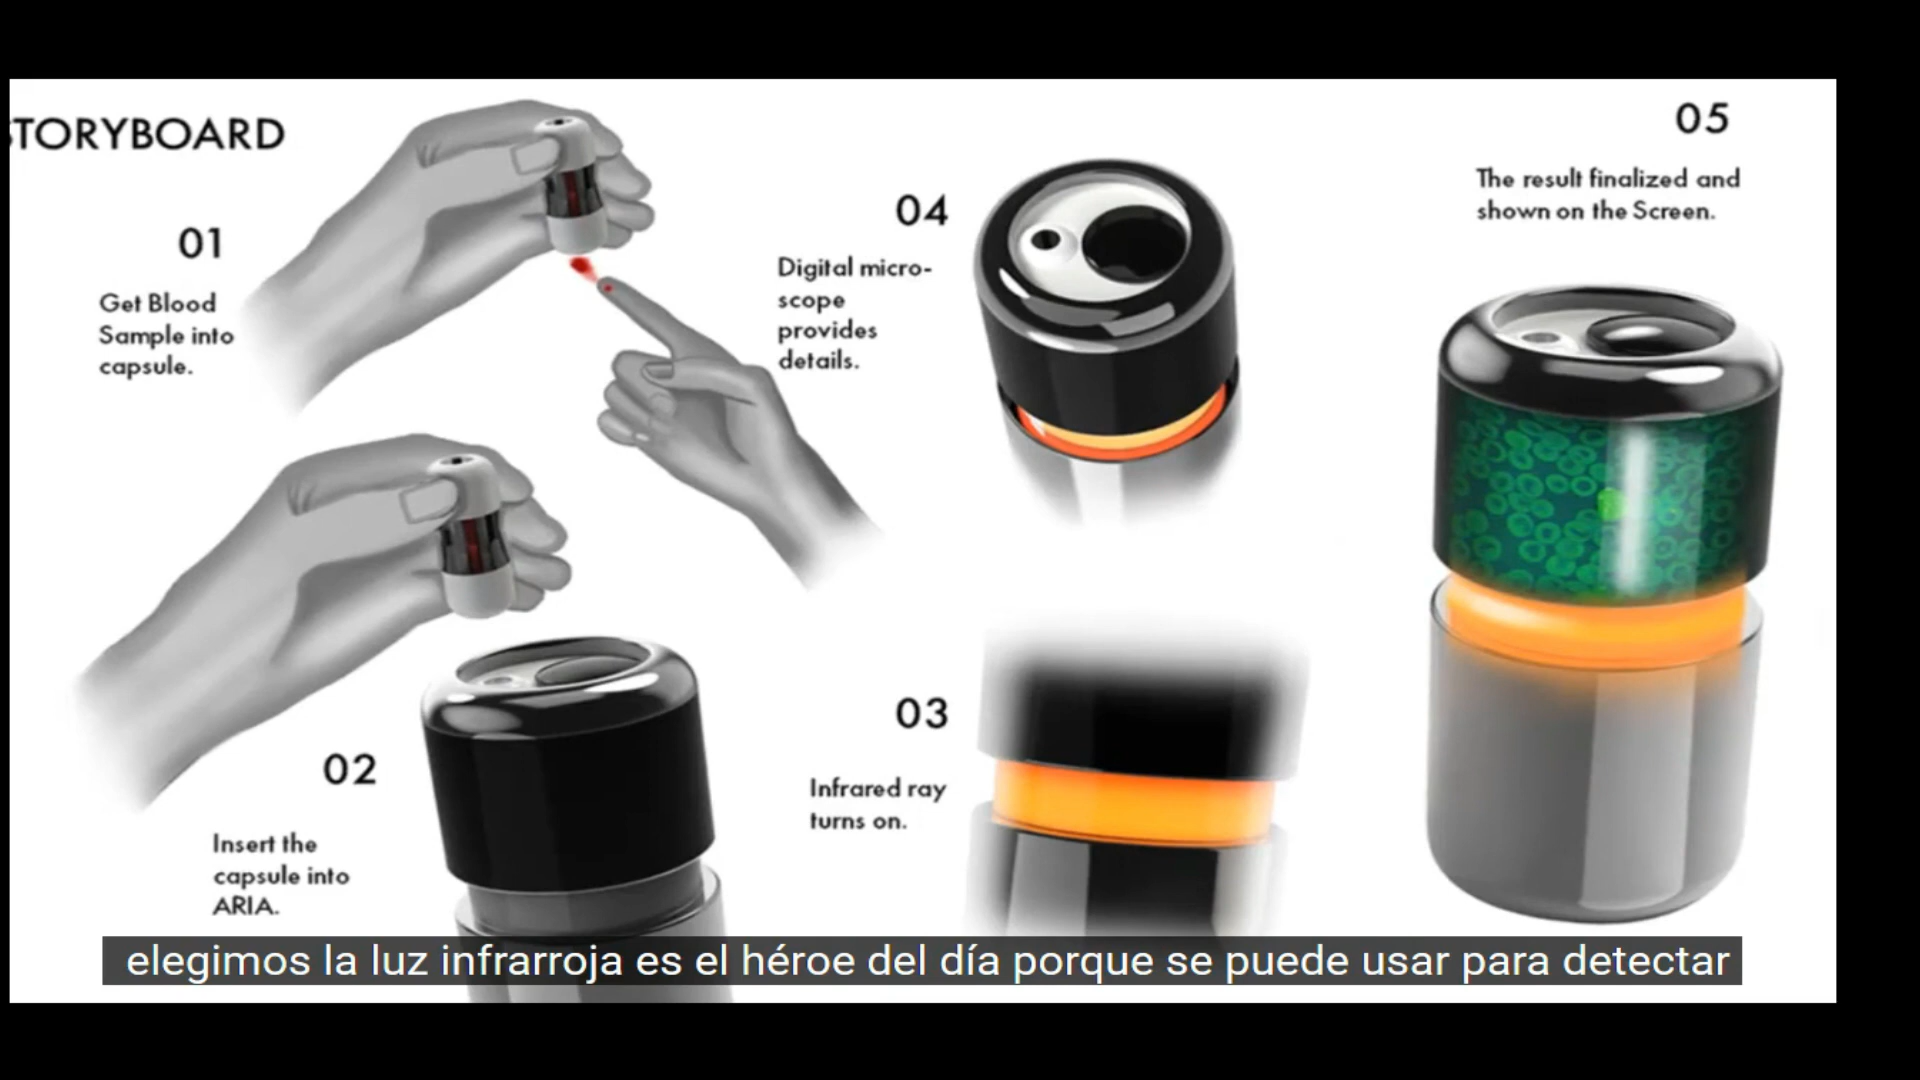 STORYBOARD
01
Get Blood
Sample into
capsule.
02
Insert the
capsule into
ARIA.
03
Infrared ray
turns on.
04
Digital micro-
scope
provides
details.
05
The result finalized and
shown on the Screen.
elegimos la luz infrarroja es el héroe del día porque se puede usar para detectar